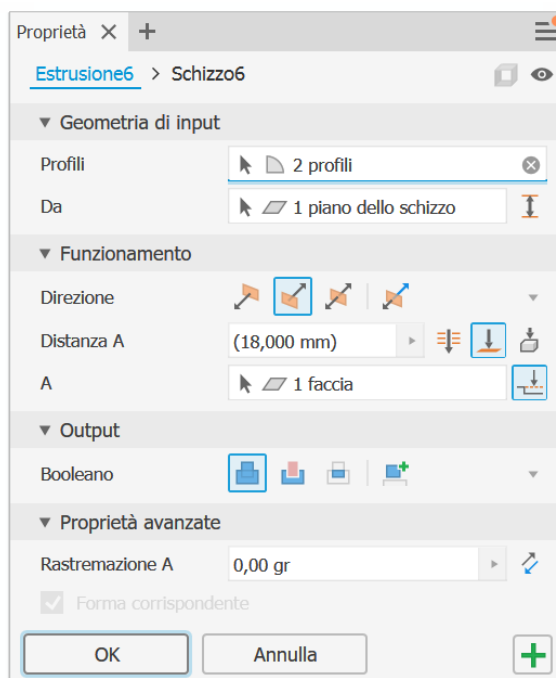 Proprietà
Estrusione6 > Schizzo6
Geometria di input
Profili 2 profili
Da 1 piano dello schizzo
Funzionamento
Direzione
Distanza A (18,000 mm)
A 1 faccia
Output
Booleano
Proprietà avanzate
Rastremazione A 0,00 gr
Forma corrispondente
OK Annulla